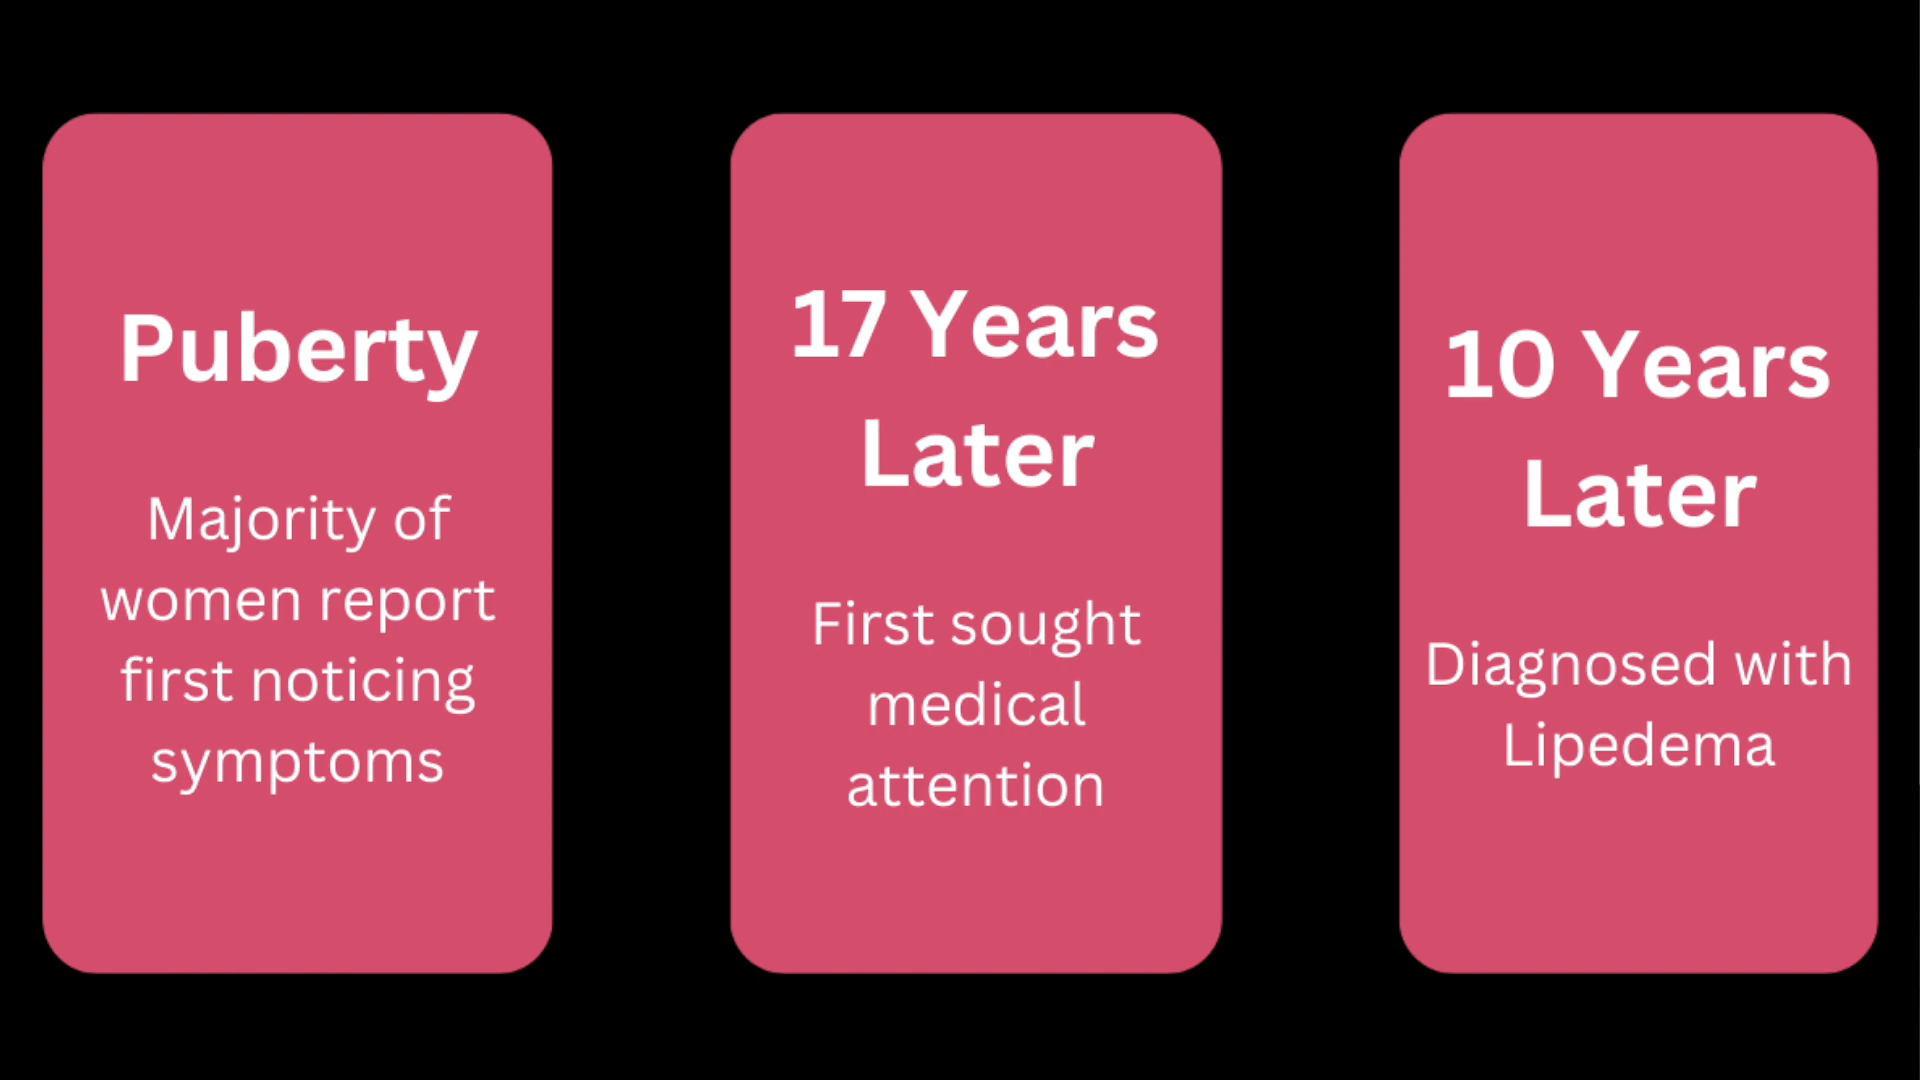 Puberty
Majority of
women report
first noticing
symptoms
17 Years
Later
First sought
medical
attention
10 Years
Later
Diagnosed with
Lipedema